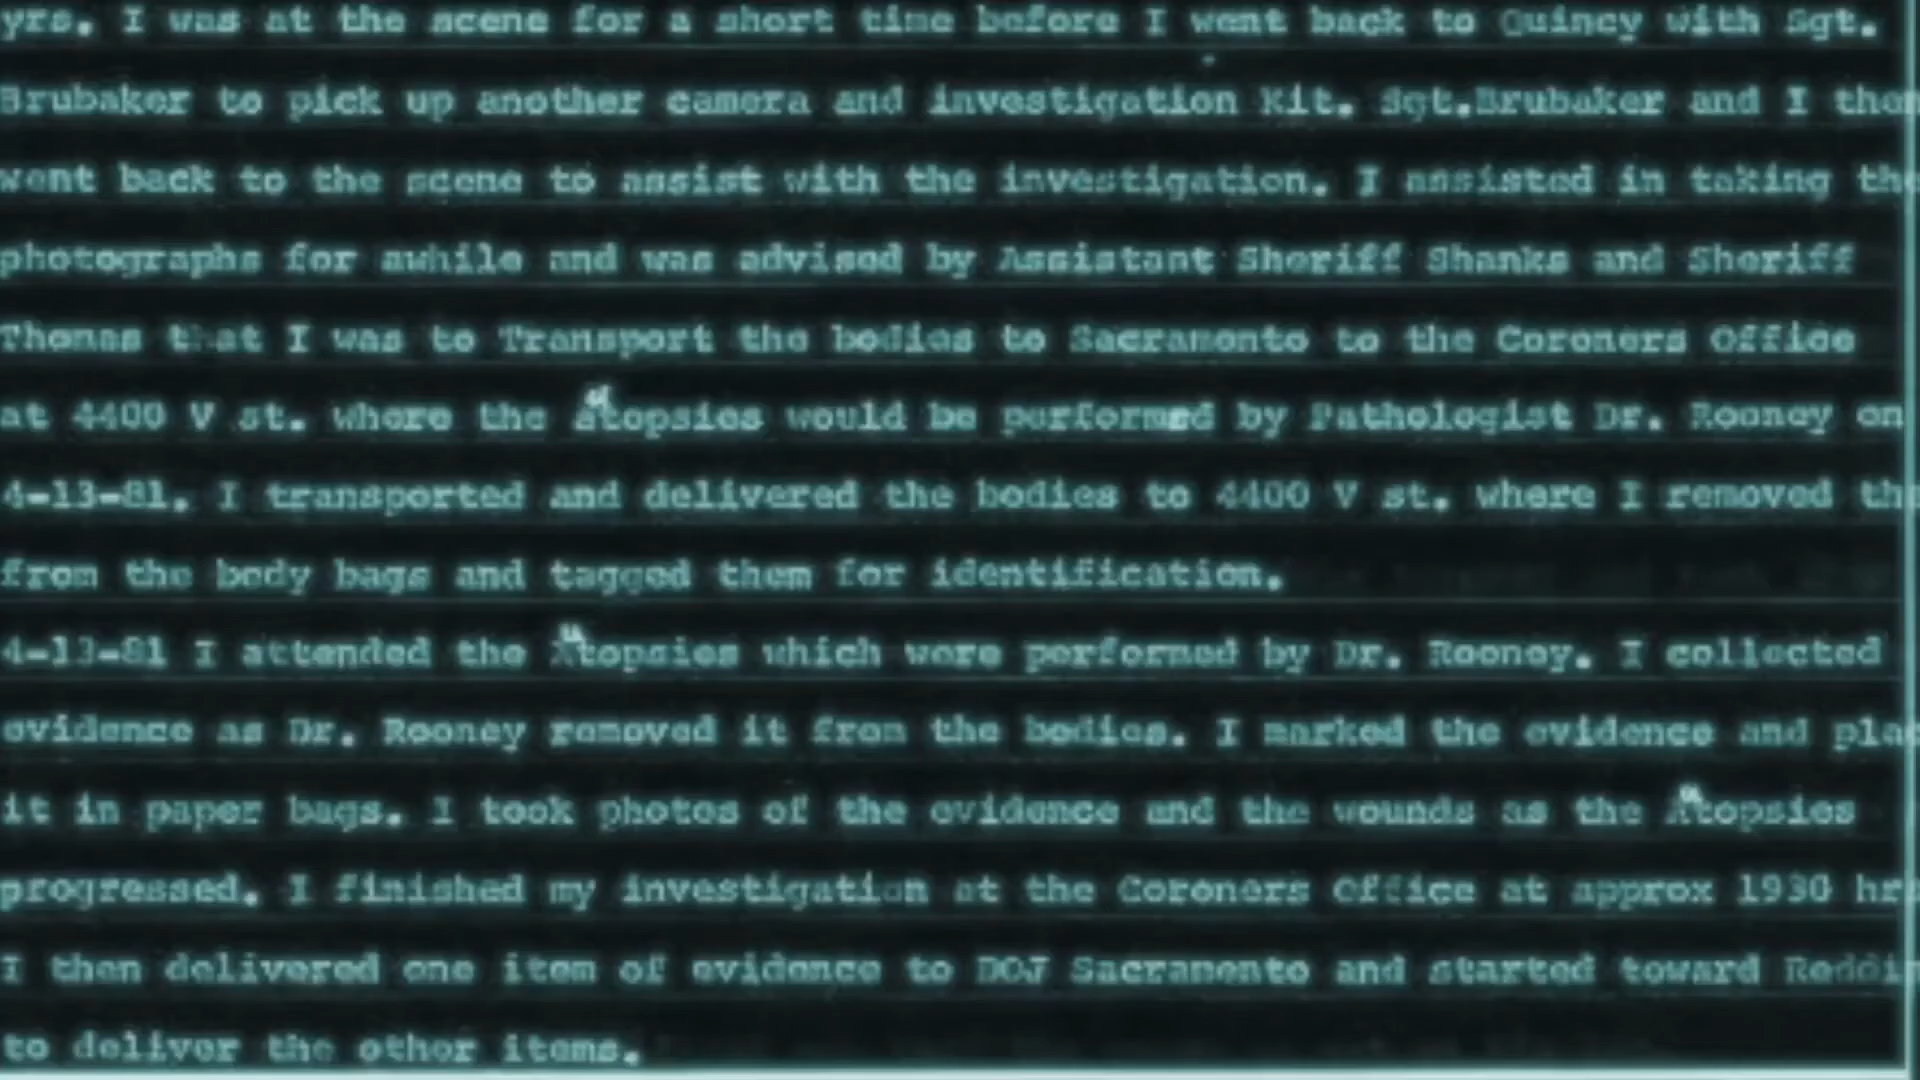 yrs. I was at the scene for a short time before I went back to Quincy with Sgt.
Brubaker to pick up another camera and investigation Kit. Sgt.Brubaker and I then
went back to the scene to assist with the investigation. I assisted in taking the
photographs for awhile and was advised by Assistant Sheriff Shanks and Sheriff
Thomas that I was to Transport the bodies to Sacramento to the Coroners Office
at 4400 V st. where the autopsies would be performed by Pathologist Dr. Rooney on
4-13-81. I transported and delivered the bodies to 4400 V st. where I removed
from the body bags and tagged them for identification.
4-13-81 I attended the Autopsies which were performed by Dr. Rooney. I collected
evidence as Dr. Rooney removed it from the bodies. I marked the evidence and
it in paper bags. I took photos of the evidence and the wounds as the Autopsies
progressed. I finished my investigation at the Coroners Office at approx 1930 hrs
I then delivered one item of evidence to DOJ Sacramento and started toward
to deliver the other items.